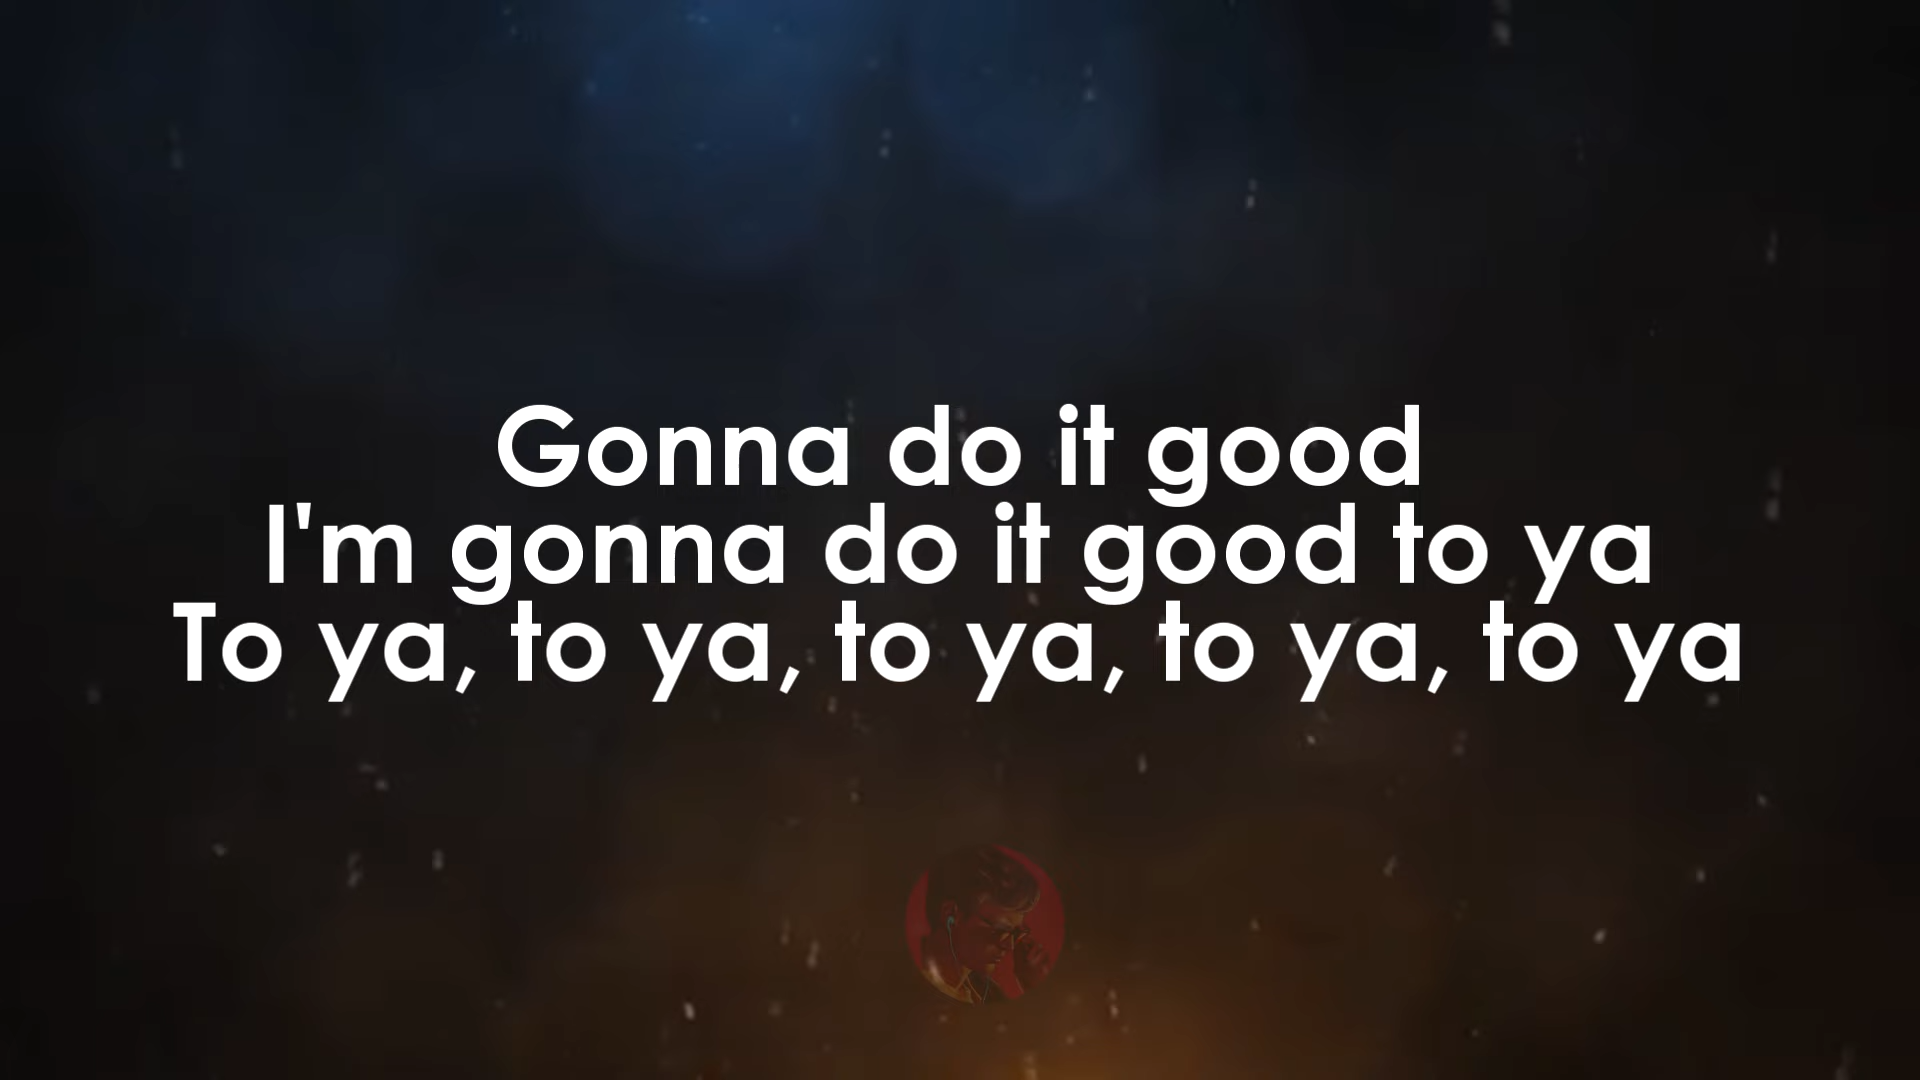 Gonna do it good
I'm gonna do it good to ya
To ya, to ya, to ya, to ya, to ya